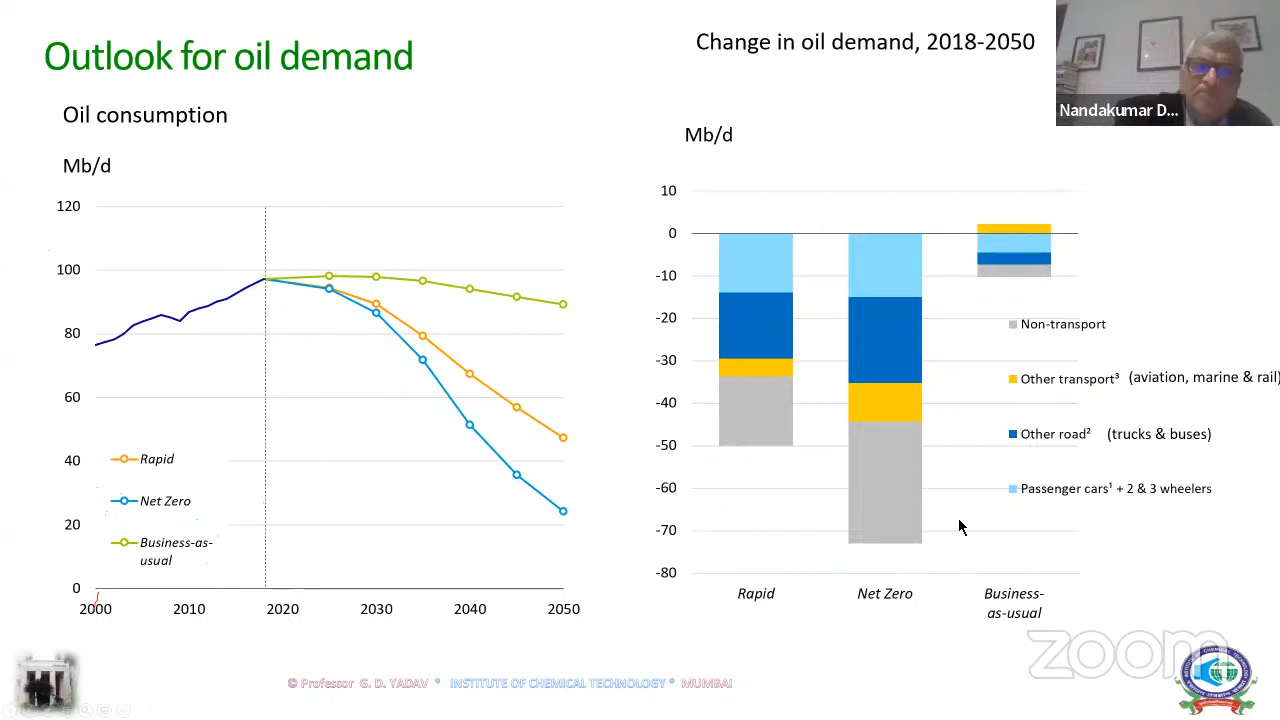 Outlook for oil demand
Change in oil demand, 2018-2050
Nandakumar D...
Oil consumption
Mb/d
Mb/d
120
100
80
60
40
20
0
2000
2010
2020
2030
2040
2050
Rapid
Net Zero
Business-as-
usual
10
0
-10
-20
-30
-40
-50
-60
-70
-80
Non-transport
Other transport³ (aviation, marine & rail)
Other road² (trucks & buses)
Passenger cars¹ + 2 & 3 wheelers
Rapid
Net Zero
Business-
as-usual
zoom
© Professor G. D. YADAV * INSTITUTE OF CHEMICAL TECHNOLOGY * MUMBAI